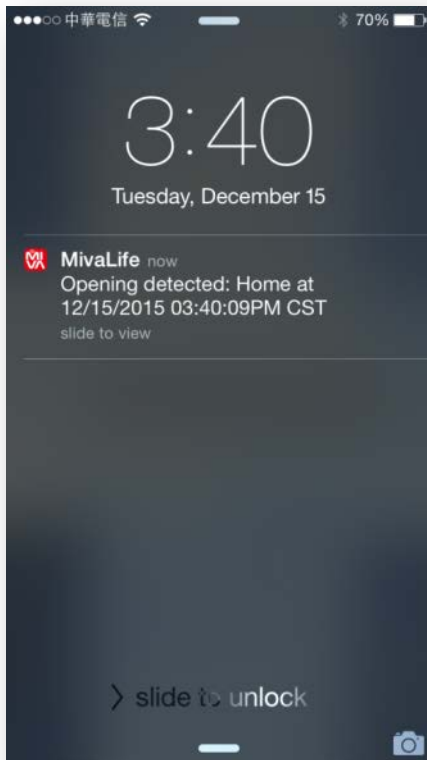 中華電信
70%
3:40
Tuesday, December 15
MIVA
MivaLife now
Opening detected: Home at
12/15/2015 03:40:09PM CST
slide to view
> slide to unlock